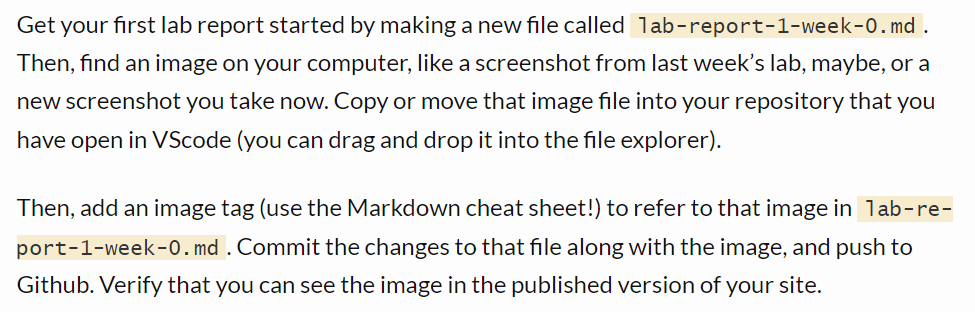 Get your first lab report started by making a new file called lab-report-1-week-0.md .
Then, find an image on your computer, like a screenshot from last week’s lab, maybe, or a
new screenshot you take now. Copy or move that image file into your repository that you
have open in VScode (you can drag and drop it into the file explorer).
Then, add an image tag (use the Markdown cheat sheet!) to refer to that image in lab-re-
port-1-week-0.md . Commit the changes to that file along with the image, and push to
Github. Verify that you can see the image in the published version of your site.